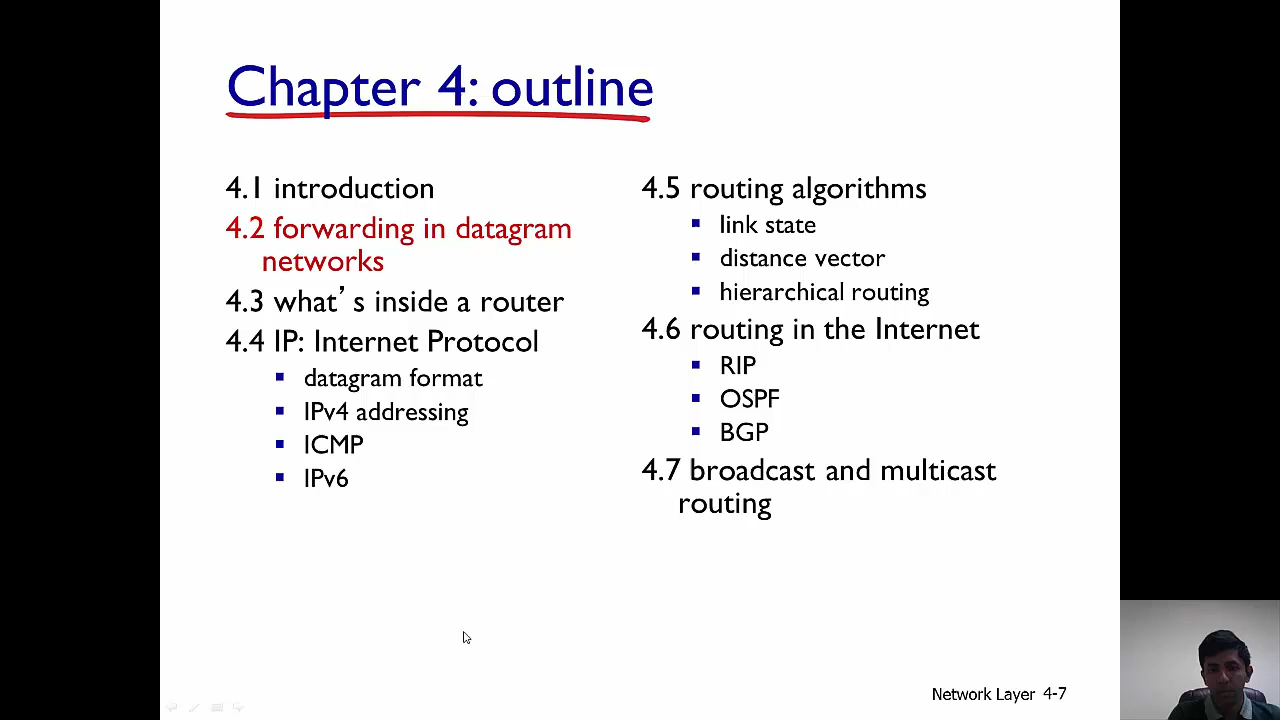 Chapter 4: outline
4.1 introduction
4.2 forwarding in datagram
networks
4.3 what’s inside a router
4.4 IP: Internet Protocol
▪ datagram format
▪ IPv4 addressing
▪ ICMP
▪ IPv6
4.5 routing algorithms
▪ link state
▪ distance vector
▪ hierarchical routing
4.6 routing in the Internet
▪ RIP
▪ OSPF
▪ BGP
4.7 broadcast and multicast
routing
Network Layer 4-7